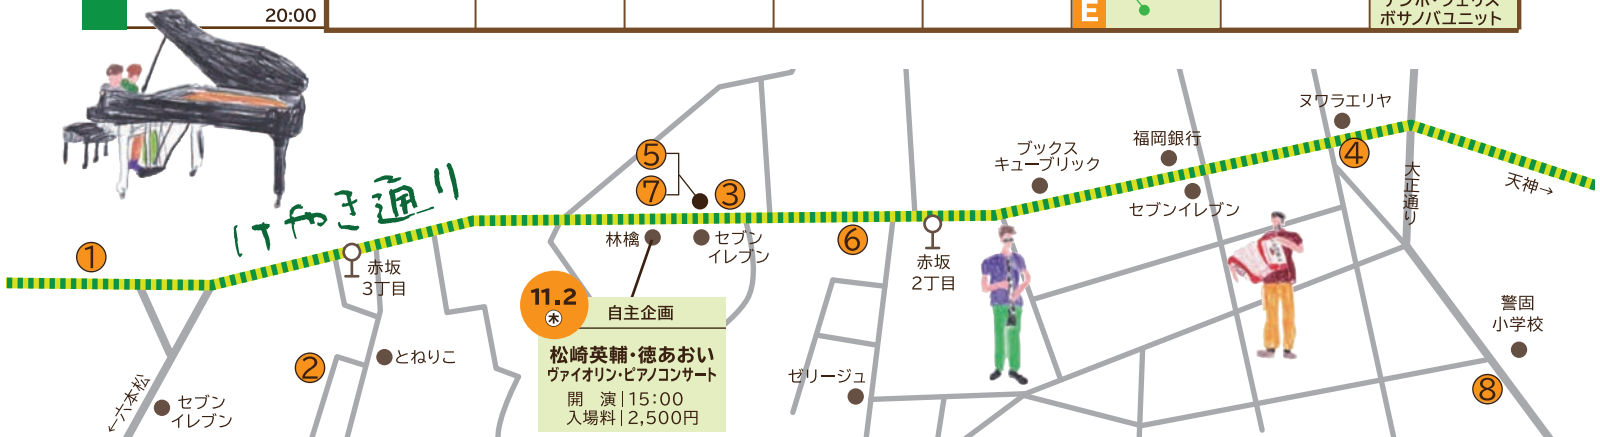 20:00
E
ボサノバユニット
ヌワラエリヤ
福岡銀行
ブックス
キューブリック
④
⑤
⑦
③
大正通り
天神→
セブンイレブン
けやき通り
①
赤坂
3丁目
林檎
セブン
イレブン
⑥
赤坂
2丁目
11.2
木
自主企画
松崎英輔・徳あおい
ヴァイオリン・ピアノコンサート
開　演|15:00
入場料|2,500円
警固
小学校
②
とねりこ
ゼリージュ
⑧
←六本松
セブン
イレブン